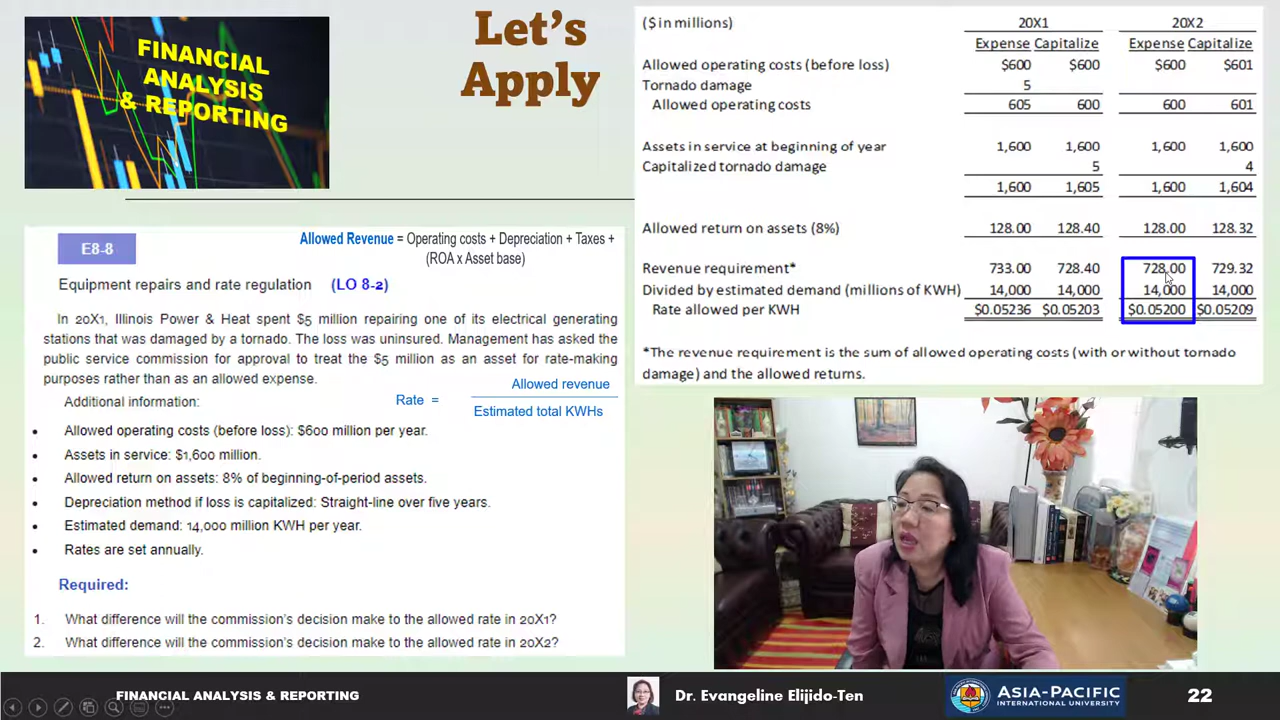 FINANCIAL
ANALYSIS
& REPORTING
Let's
Apply
E8-8
Allowed Revenue = Operating costs + Depreciation + Taxes +
(ROA x Asset base)
Equipment repairs and rate regulation (LO 8-2)
In 20X1, Illinois Power & Heat spent $5 million repairing one of its electrical generating
stations that was damaged by a tornado. The loss was uninsured. Management has asked the
public service commission for approval to treat the $5 million as an asset for rate-making
purposes rather than as an allowed expense.
Additional information:
Rate = Allowed revenue
Estimated total KWHs
• Allowed operating costs (before loss): $600 million per year.
• Assets in service: $1,600 million.
• Allowed return on assets: 8% of beginning-of-period assets.
• Depreciation method if loss is capitalized: Straight-line over five years.
• Estimated demand: 14,000 million KWH per year.
• Rates are set annually.
Required:
1. What difference will the commission's decision make to the allowed rate in 20X1?
2. What difference will the commission's decision make to the allowed rate in 20X2?
($ in millions) 20X1 20X2
Expense Capitalize Expense Capitalize
Allowed operating costs (before loss) $600 $600 $600 $601
Tornado damage 5
Allowed operating costs 605 600 600 601
Assets in service at beginning of year 1,600 1,600 1,600 1,600
Capitalized tornado damage 5 4
1,600 1,605 1,600 1,604
Allowed return on assets (8%) 128.00 128.40 128.00 128.32
Revenue requirement* 733.00 728.40 728.00 729.32
Divided by estimated demand (millions of KWH) 14,000 14,000 14,000 14,000
Rate allowed per KWH $0.05236 $0.05203 $0.05200 $0.05209
*The revenue requirement is the sum of allowed operating costs (with or without tornado
damage) and the allowed returns.
FINANCIAL ANALYSIS & REPORTING
Dr. Evangeline Elijido-Ten
ASIA-PACIFIC
INTERNATIONAL UNIVERSITY
22